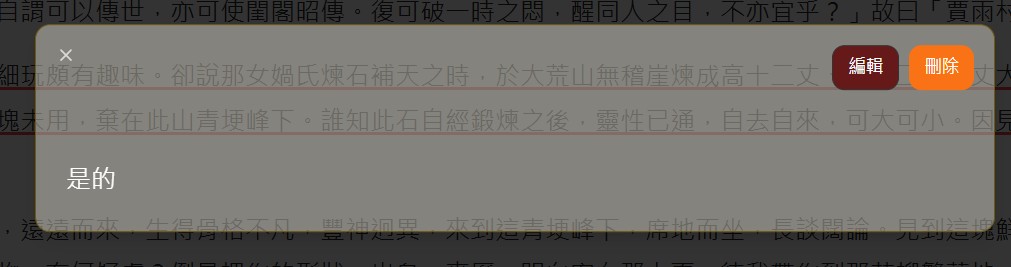 自謂可以傳世，亦可使閨閣昭傳。復可破一時之悶，醒同人之目，不亦宜乎？」故曰「賈雨村
×
編輯
刪除
細玩頗有趣味。卻說那女媧氏煉石補天之時，於大荒山無稽崖煉成高十二丈
塊未用，棄在此山青埂峰下。誰知此石自經鍛煉之後，靈性已通，自去自來，可大可小。因見
是的
，遠遠而來，生得骨格不凡，豐神迥異，來到這青埂峰下，席地而坐，長談闊論。見到這塊鮮